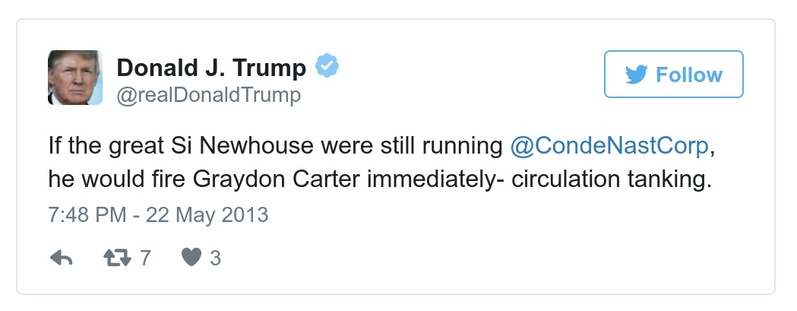 Donald J. Trump
@realDonaldTrump
Follow
If the great Si Newhouse were still running @CondeNastCorp,
he would fire Graydon Carter immediately- circulation tanking.
7:48 PM - 22 May 2013
7 3